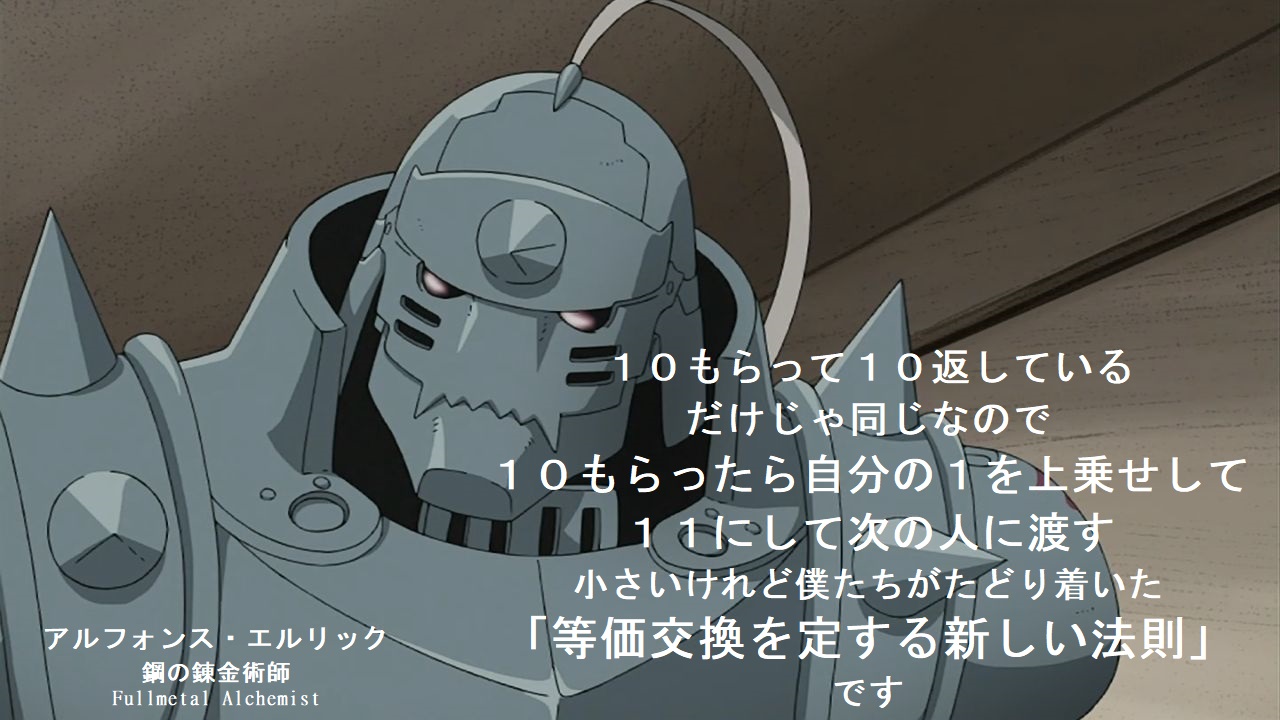 １０もらって１０返している
だけじゃ同じなので
１０もらったら自分の１を上乗せして
１１にして次の人に渡す
小さいけれど僕たちがたどり着いた
「等価交換を定する新しい法則」
です
アルフォンス・エルリック
鋼の錬金術師
Fullmetal Alchemist